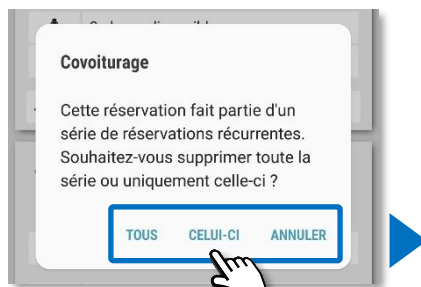 Covoiturage
Cette réservation fait partie d'un
série de réservations récurrentes.
Souhaitez-vous supprimer toute la
série ou uniquement celle-ci ?
TOUS CELUI-CI ANNULER